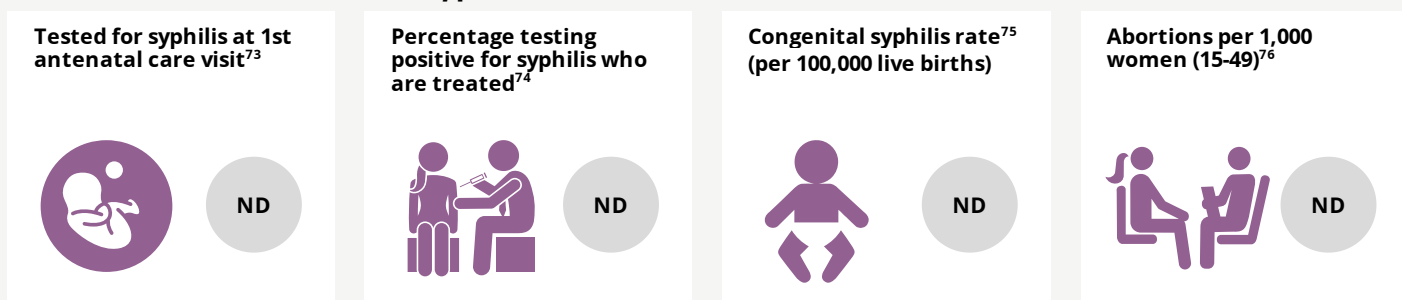 Tested for syphilis at 1st
antenatal care visit⁷³
ND
Percentage testing
positive for syphilis who
are treated⁷⁴
ND
Congenital syphilis rate⁷⁵
(per 100,000 live births)
ND
Abortions per 1,000
women (15-49)⁷⁶
ND